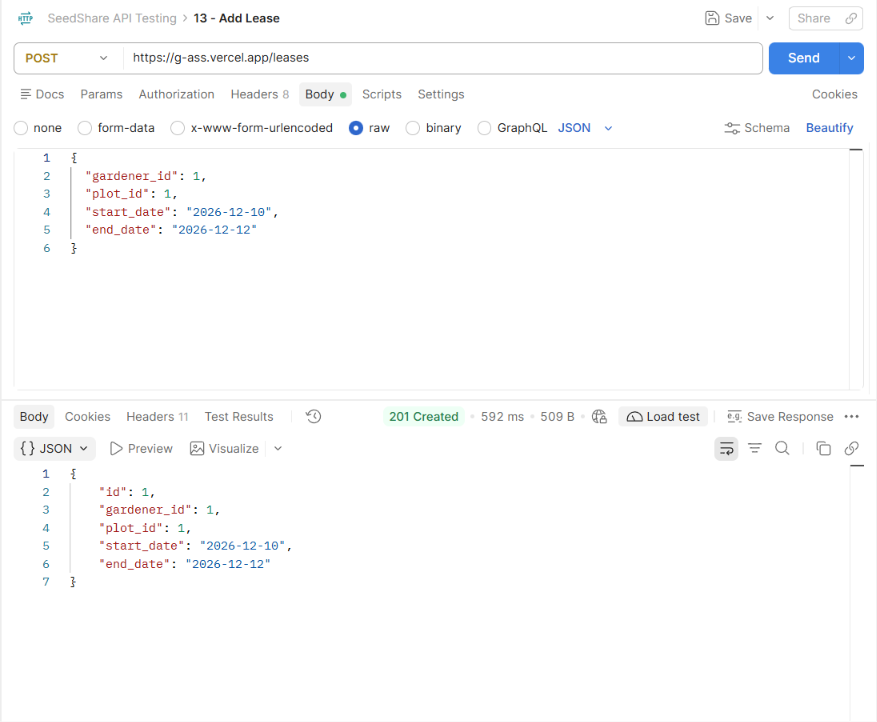 HTTP SeedShare API Testing > 13 - Add Lease Save Share
POST https://g-ass.vercel.app/leases Send
Docs Params Authorization Headers 8 Body Scripts Settings Cookies
none form-data x-www-form-urlencoded raw binary GraphQL JSON Schema Beautify
1 {
2 "gardener_id": 1,
3 "plot_id": 1,
4 "start_date": "2026-12-10",
5 "end_date": "2026-12-12"
6 }
Body Cookies Headers 11 Test Results 201 Created • 592 ms • 509 B • Load test e.g. Save Response •••
{} JSON Preview Visualize
1 {
2 "id": 1,
3 "gardener_id": 1,
4 "plot_id": 1,
5 "start_date": "2026-12-10",
6 "end_date": "2026-12-12"
7 }